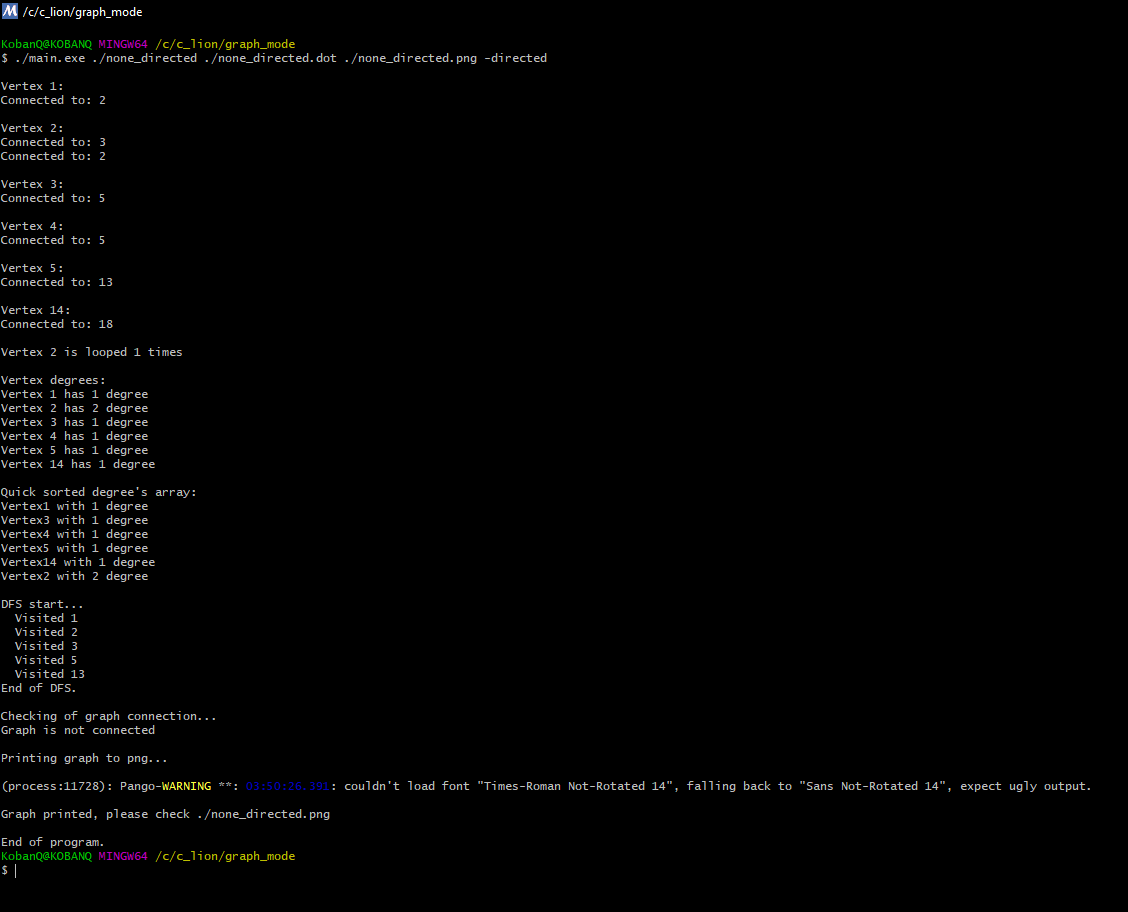 /c/c_lion/graph_mode
KobanQ@KOBANQ MINGW64 /c/c_lion/graph_mode
$ ./main.exe ./none_directed ./none_directed.dot ./none_directed.png -directed
Vertex 1:
Connected to: 2
Vertex 2:
Connected to: 3
Connected to: 2
Vertex 3:
Connected to: 5
Vertex 4:
Connected to: 5
Vertex 5:
Connected to: 13
Vertex 14:
Connected to: 18
Vertex 2 is looped 1 times
Vertex degrees:
Vertex 1 has 1 degree
Vertex 2 has 2 degree
Vertex 3 has 1 degree
Vertex 4 has 1 degree
Vertex 5 has 1 degree
Vertex 14 has 1 degree
Quick sorted degree's array:
Vertex1 with 1 degree
Vertex3 with 1 degree
Vertex4 with 1 degree
Vertex5 with 1 degree
Vertex14 with 1 degree
Vertex2 with 2 degree
DFS start...
Visited 1
Visited 2
Visited 3
Visited 5
Visited 13
End of DFS.
Checking of graph connection...
Graph is not connected
Printing graph to png...
(process:11728): Pango-WARNING **: 03:50:26.391: couldn't load font "Times-Roman Not-Rotated 14", falling back to "Sans Not-Rotated 14", expect ugly output.
Graph printed, please check ./none_directed.png
End of program.
KobanQ@KOBANQ MINGW64 /c/c_lion/graph_mode
$